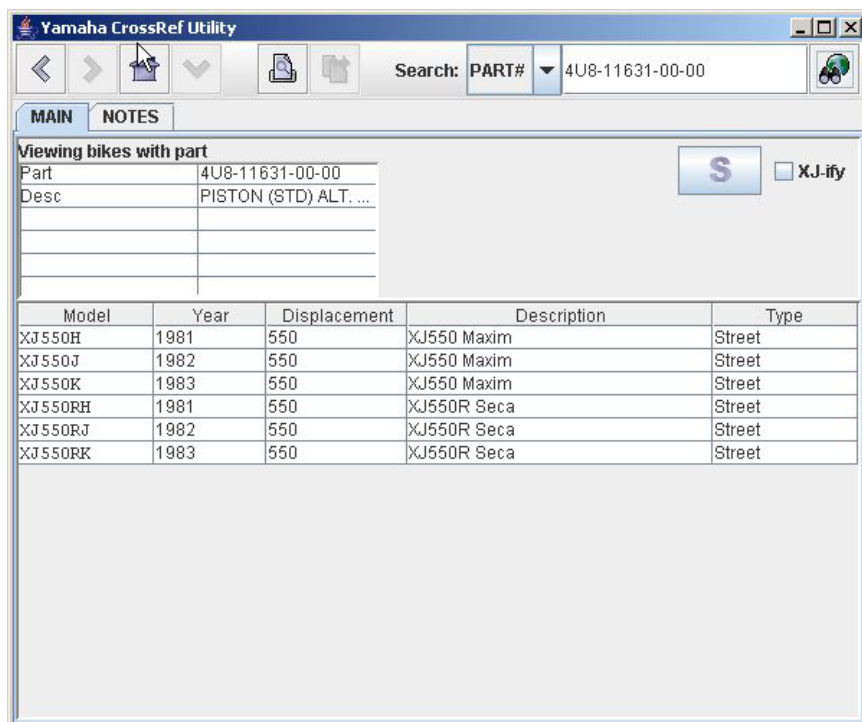 Yamaha CrossRef Utility
Search: PART# 4U8-11631-00-00
MAIN NOTES
Viewing bikes with part
Part 4U8-11631-00-00
Desc PISTON (STD) ALT. ...
S XJ-ify
Model Year Displacement Description Type
XJ550H 1981 550 XJ550 Maxim Street
XJ550J 1982 550 XJ550 Maxim Street
XJ550K 1983 550 XJ550 Maxim Street
XJ550RH 1981 550 XJ550R Seca Street
XJ550RJ 1982 550 XJ550R Seca Street
XJ550RK 1983 550 XJ550R Seca Street